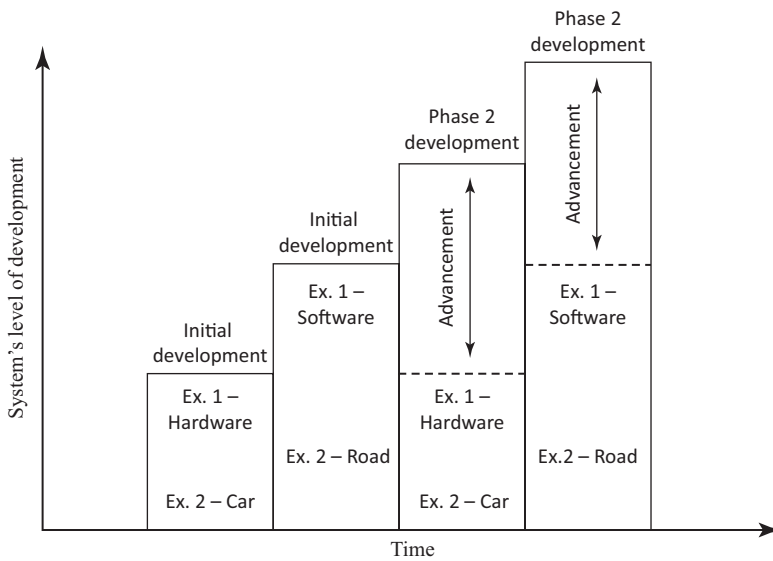 Phase 2
development
Phase 2
development
Advancement
Initial
development
Advancement
Ex. 1 –
Software
Ex. 1 –
Software
Initial
development
Ex. 1 –
Hardware
Ex. 1 –
Hardware
Ex. 2 – Road
Ex.2 – Road
Ex. 2 – Car
Ex. 2 – Car
System’s level of development
Time